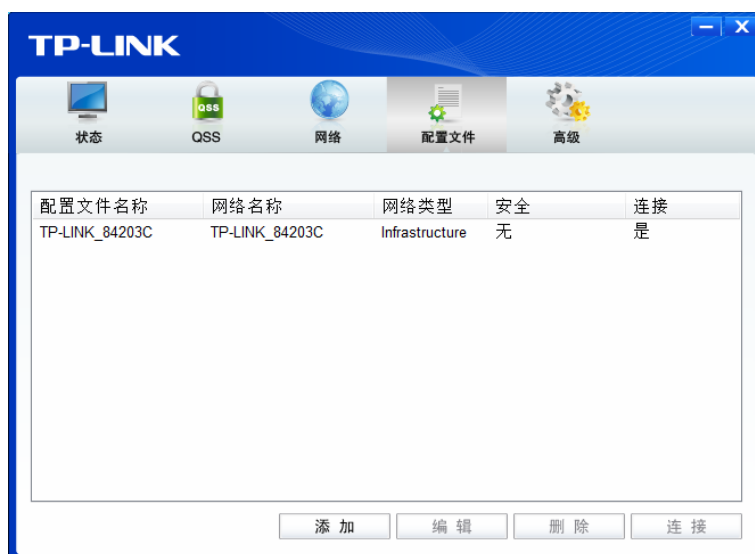 TP-LINK
QSS
状态 QSS 网络 配置文件 高级
配置文件名称 网络名称 网络类型 安全 连接
TP-LINK_84203C TP-LINK_84203C Infrastructure 无 是
添 加 编 辑 删 除 连 接